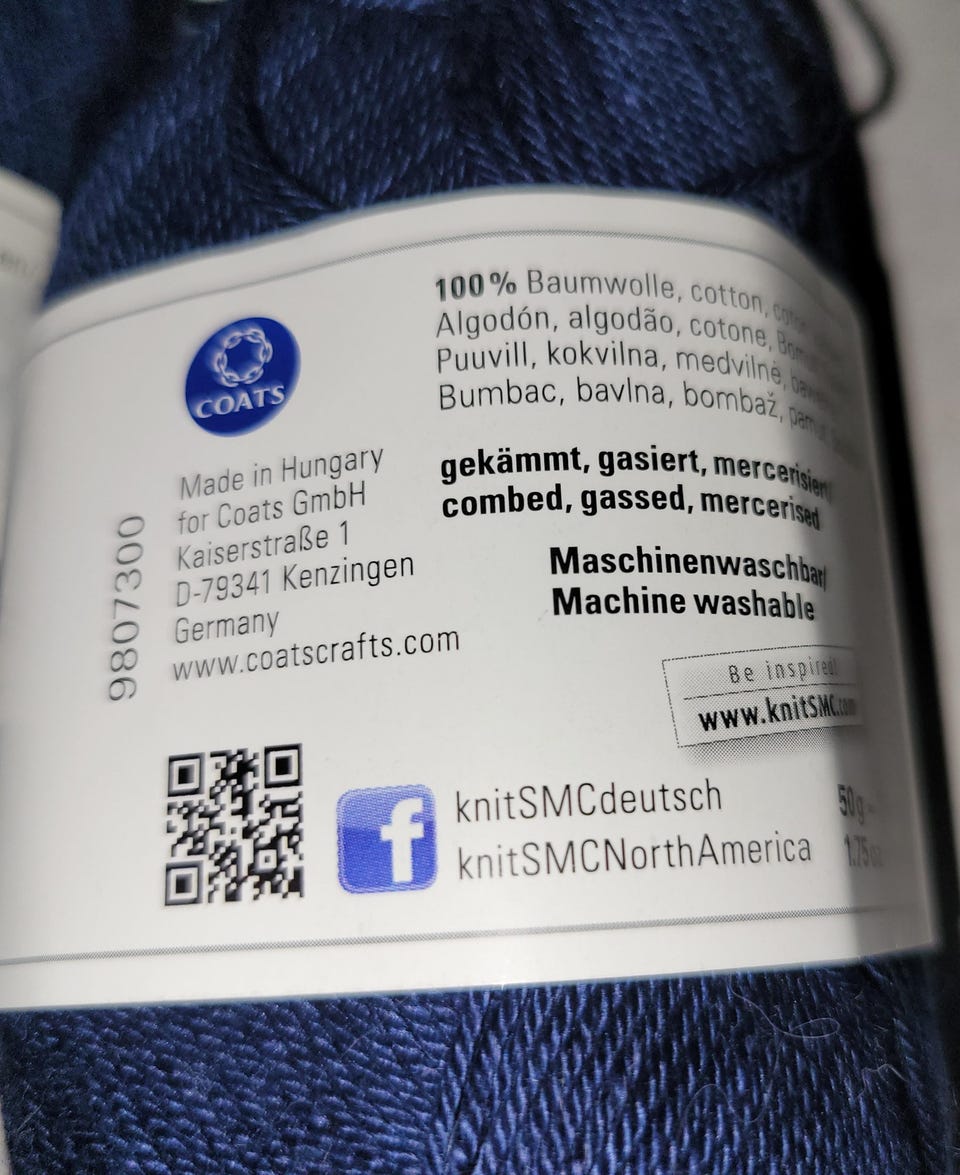 COATS
Made in Hungary
for Coats GmbH
Kaiserstraße 1
D-79341 Kenzingen
Germany
www.coatscrafts.com
9807300
100% Baumwolle, cotton,
Algodón, algodão, cotone,
Puuvill, kokvilna, medvilnė,
Bumbac, bavlna, bombaž,
gekämmt, gasiert, mercerisiert/
combed, gassed, mercerised
Maschinenwaschbar/
Machine washable
Be inspired!
www.knitSMC.com
knitSMCdeutsch
knitSMCNorthAmerica
50g
1.75oz